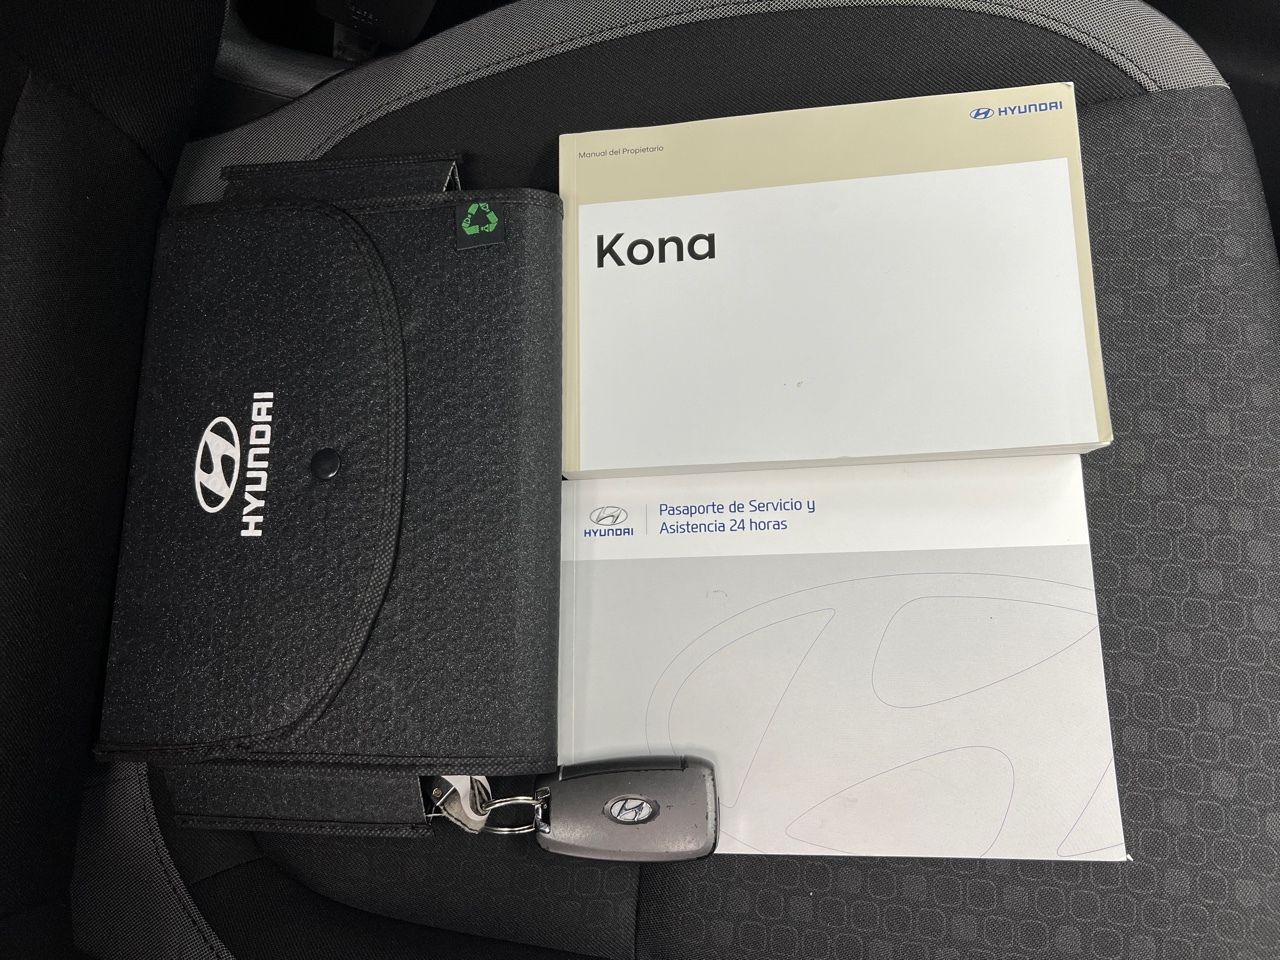 HYUNDAI
Manual del Propietario
HYUNDAI
Kona
HYUNDAI
Pasaporte de Servicio y
Asistencia 24 horas